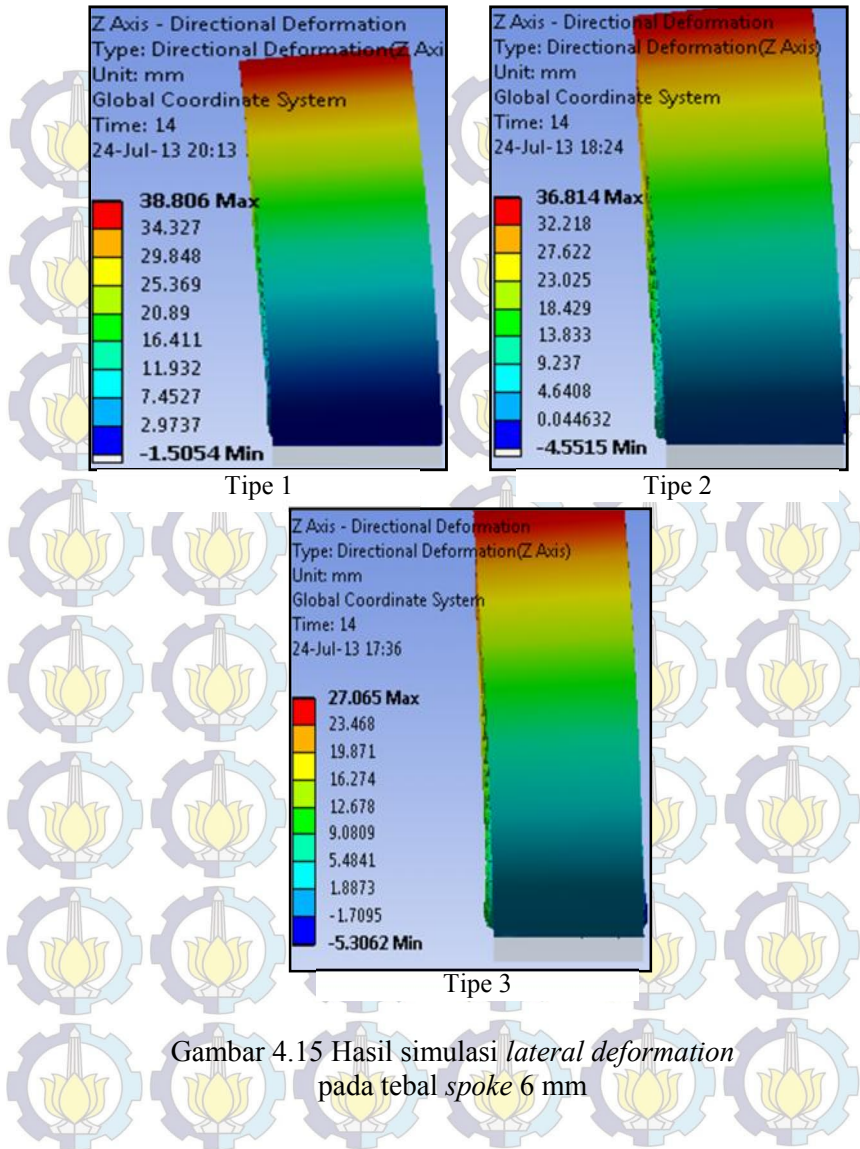 Z Axis - Directional Deformation
Type: Directional Deformation(Z Axi
Unit: mm
Global Coordinate System
Time: 14
24-Jul-13 20:13
38.806 Max
34.327
29.848
25.369
20.89
16.411
11.932
7.4527
2.9737
-1.5054 Min
Tipe 1
Z Axis - Directional Deformation
Type: Directional Deformation(Z Axis)
Unit: mm
Global Coordinate System
Time: 14
24-Jul-13 18:24
36.814 Max
32.218
27.622
23.025
18.429
13.833
9.237
4.6408
0.044632
-4.5515 Min
Tipe 2
Z Axis - Directional Deformation
Type: Directional Deformation(Z Axis)
Unit: mm
Global Coordinate System
Time: 14
24-Jul-13 17:36
27.065 Max
23.468
19.871
16.274
12.678
9.0809
5.4841
1.8873
-1.7095
-5.3062 Min
Tipe 3
Gambar 4.15 Hasil simulasi lateral deformation
pada tebal spoke 6 mm